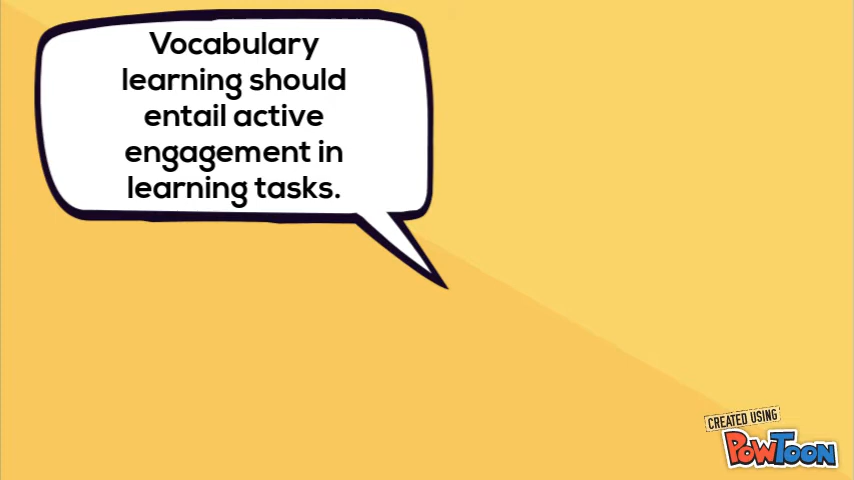 Vocabulary
learning should
entail active
engagement in
learning tasks.
CREATED USING
POWTOON